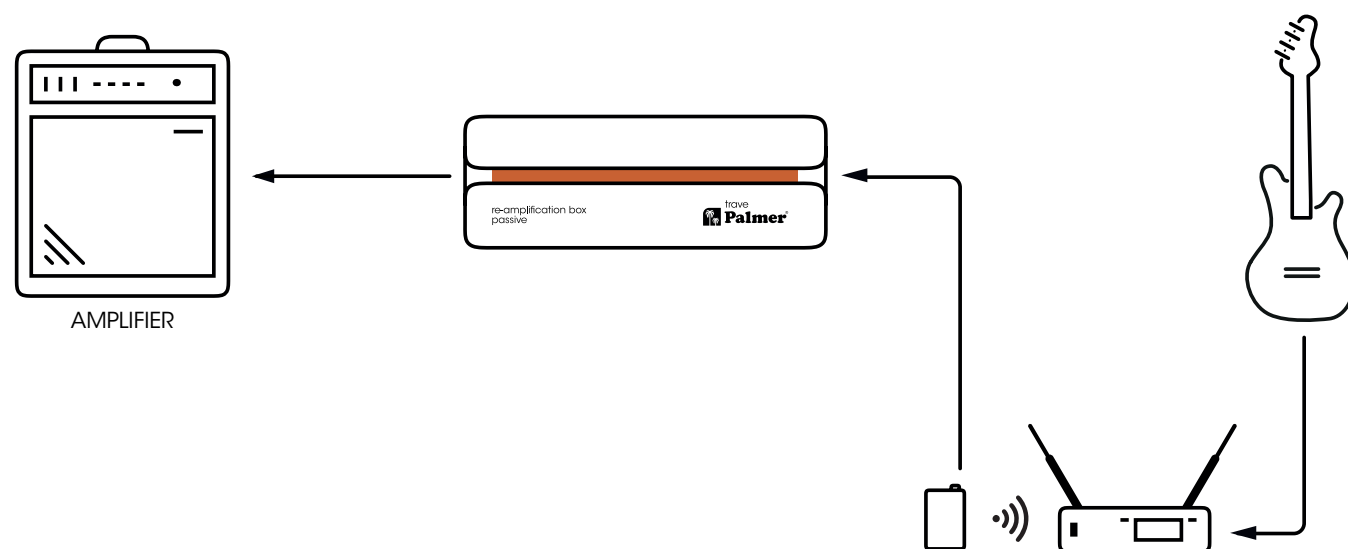 AMPLIFIER
re-amplification box
passive
trave
Palmer®